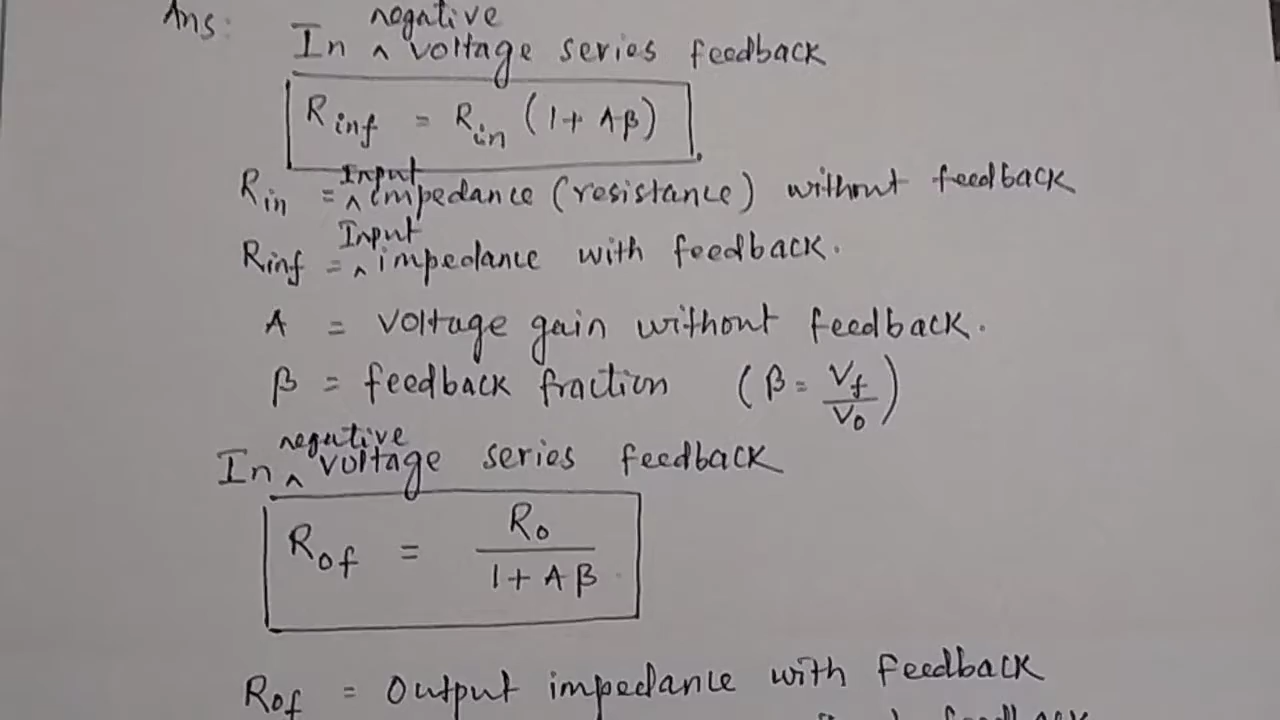 Ans: In ^ negative voltage series feedback
Rinf = Rin (1 + Aβ)
Rin = ^ Input impedance (resistance) without feedback
Rinf = ^ Input impedance with feedback.
A = voltage gain without feedback.
β = feedback fraction (β = Vf/Vo)
In ^ negative voltage series feedback
Rof = Ro/1 + Aβ
Rof = Output impedance with feedback